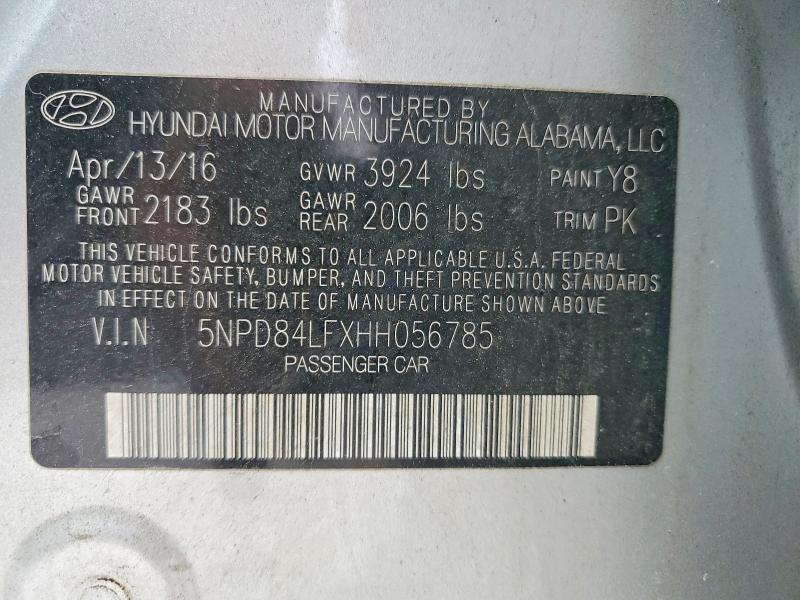 MANUFACTURED BY
HYUNDAI MOTOR MANUFACTURING ALABAMA, LLC
Apr/13/16 GVWR 3924 lbs PAINT Y8
GAWR FRONT 2183 lbs GAWR REAR 2006 lbs TRIM PK
THIS VEHICLE CONFORMS TO ALL APPLICABLE U.S.A. FEDERAL
MOTOR VEHICLE SAFETY, BUMPER, AND THEFT PREVENTION STANDARDS
IN EFFECT ON THE DATE OF MANUFACTURE SHOWN ABOVE
V.I.N 5NPD84LFXHH056785
PASSENGER CAR